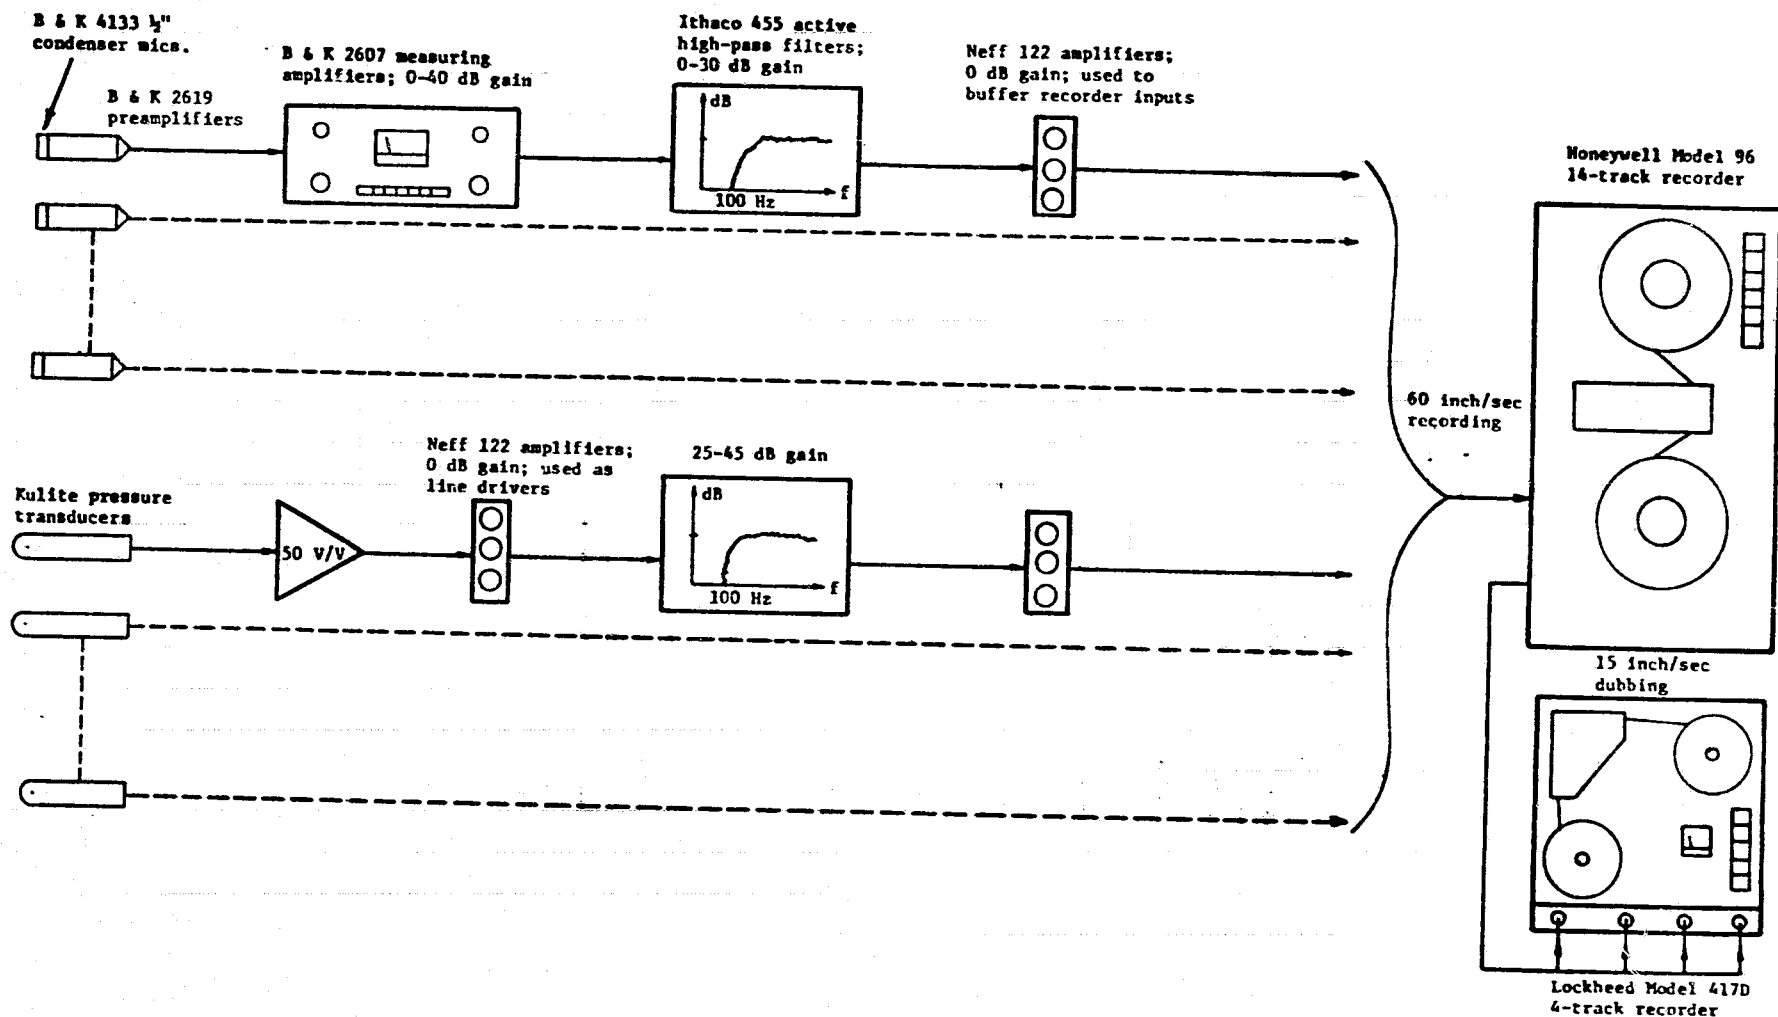 B & K 4133 ½"
condenser mics.
B & K 2619
preamplifiers
B & K 2607 measuring
amplifiers; 0-40 dB gain
Ithaco 455 active
high-pass filters;
0-30 dB gain
dB
f
100 Hz
Neff 122 amplifiers;
0 dB gain; used to
buffer recorder inputs
Honeywell Model 96
14-track recorder
60 inch/sec
recording
Kulite pressure
transducers
50 V/V
Neff 122 amplifiers;
0 dB gain; used as
line drivers
25-45 dB gain
dB
f
100 Hz
15 inch/sec
dubbing
Lockheed Model 417D
4-track recorder